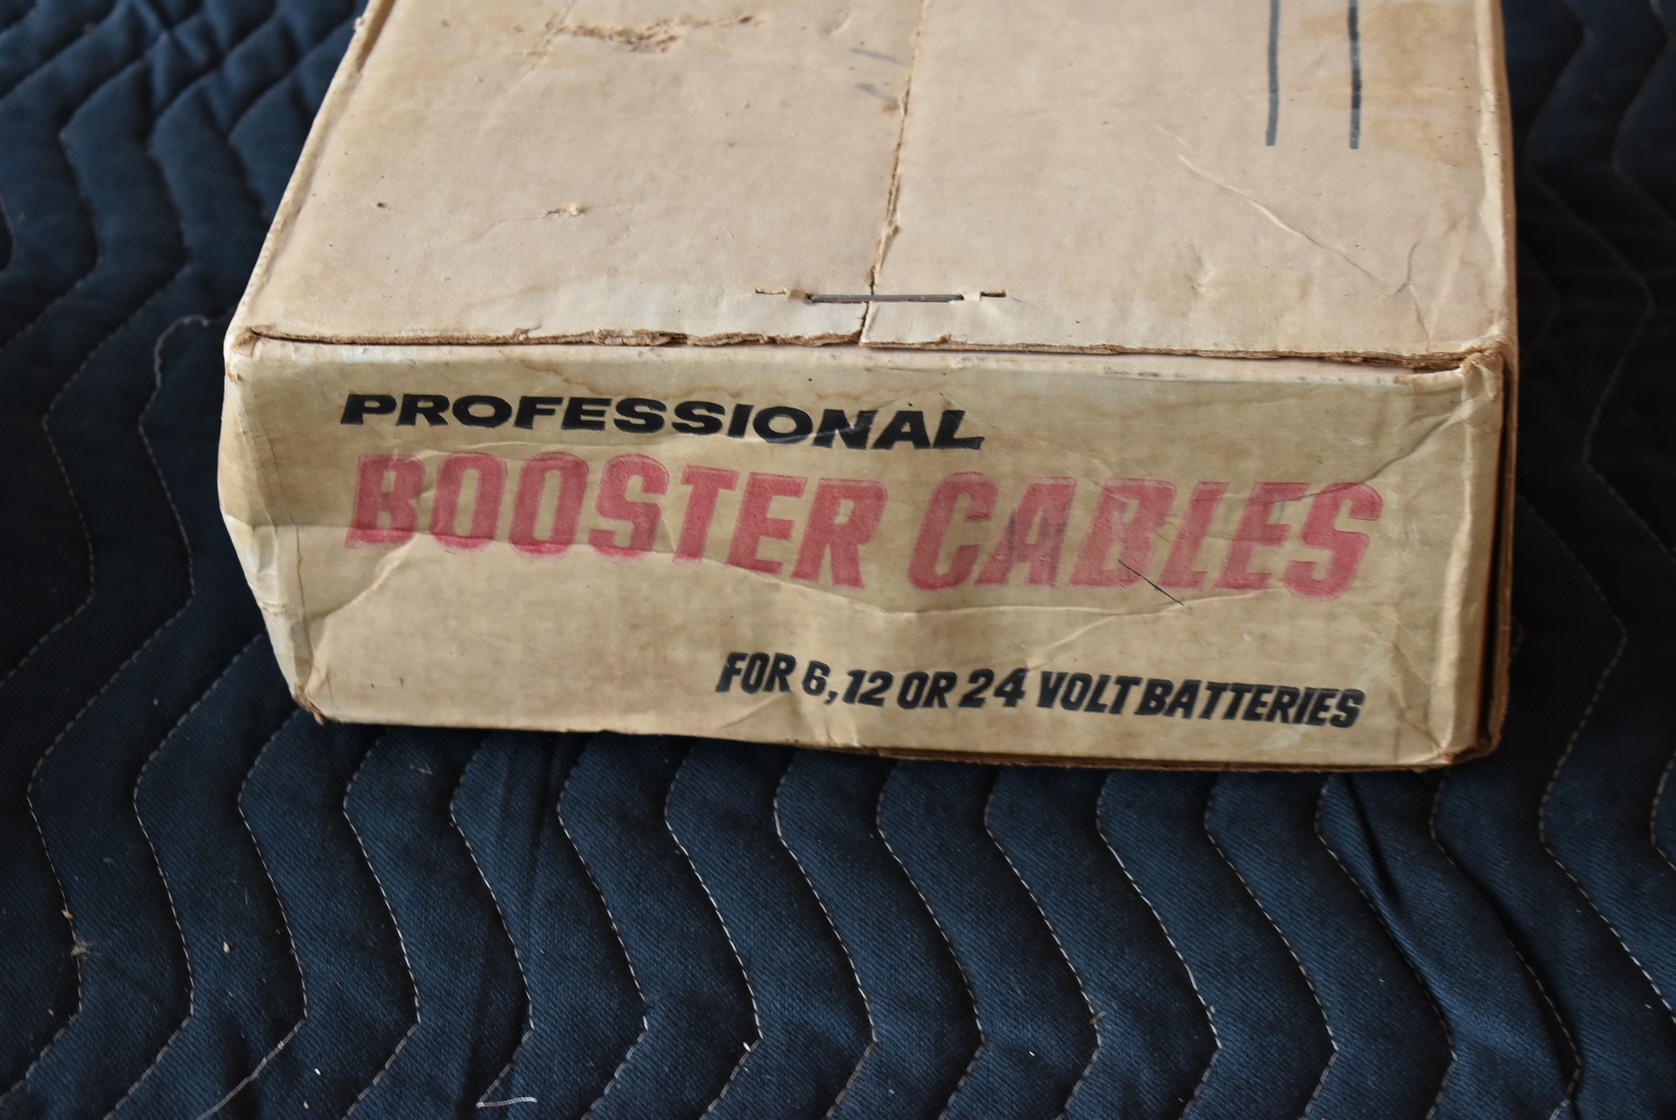 PROFESSIONAL
BOOSTER CABLES
FOR 6,12 OR 24 VOLT BATTERIES